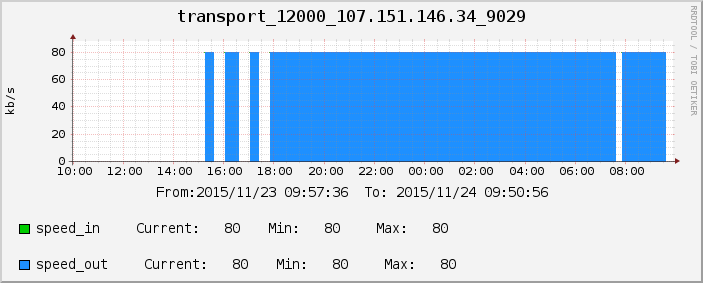 transport_12000_107.151.146.34_9029
RRDTOOL / TOBI OETIKER
kb/s
80
60
40
20
0
10:00 12:00 14:00 16:00 18:00 20:00 22:00 00:00 02:00 04:00 06:00 08:00
From:2015/11/23 09:57:36 To: 2015/11/24 09:50:56
speed_in Current: 80 Min: 80 Max: 80
speed_out Current: 80 Min: 80 Max: 80